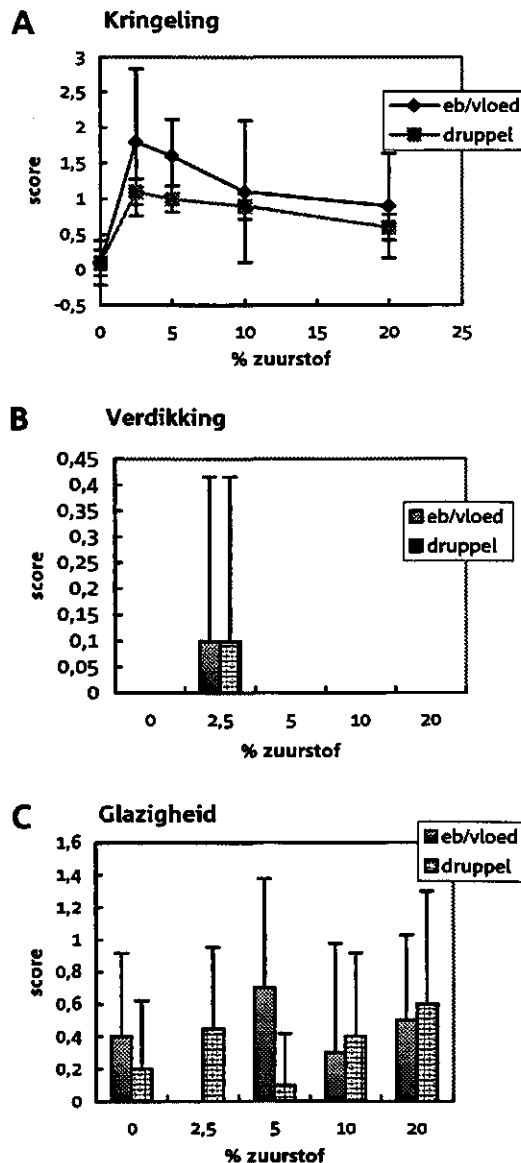 A Kringeling
3
2,5
2
1,5
1
0,5
0
-0,5
score
eb/vloed
druppel
0 5 10 15 20 25
% zuurstof
B Verdikking
0,45
0,4
0,35
0,3
0,25
0,2
0,15
0,1
0,05
0
score
eb/vloed
druppel
0 2,5 5 10 20
% zuurstof
C Glazigheid
1,6
1,4
1,2
1
0,8
0,6
0,4
0,2
0
score
eb/vloed
druppel
0 2,5 5 10 20
% zuurstof